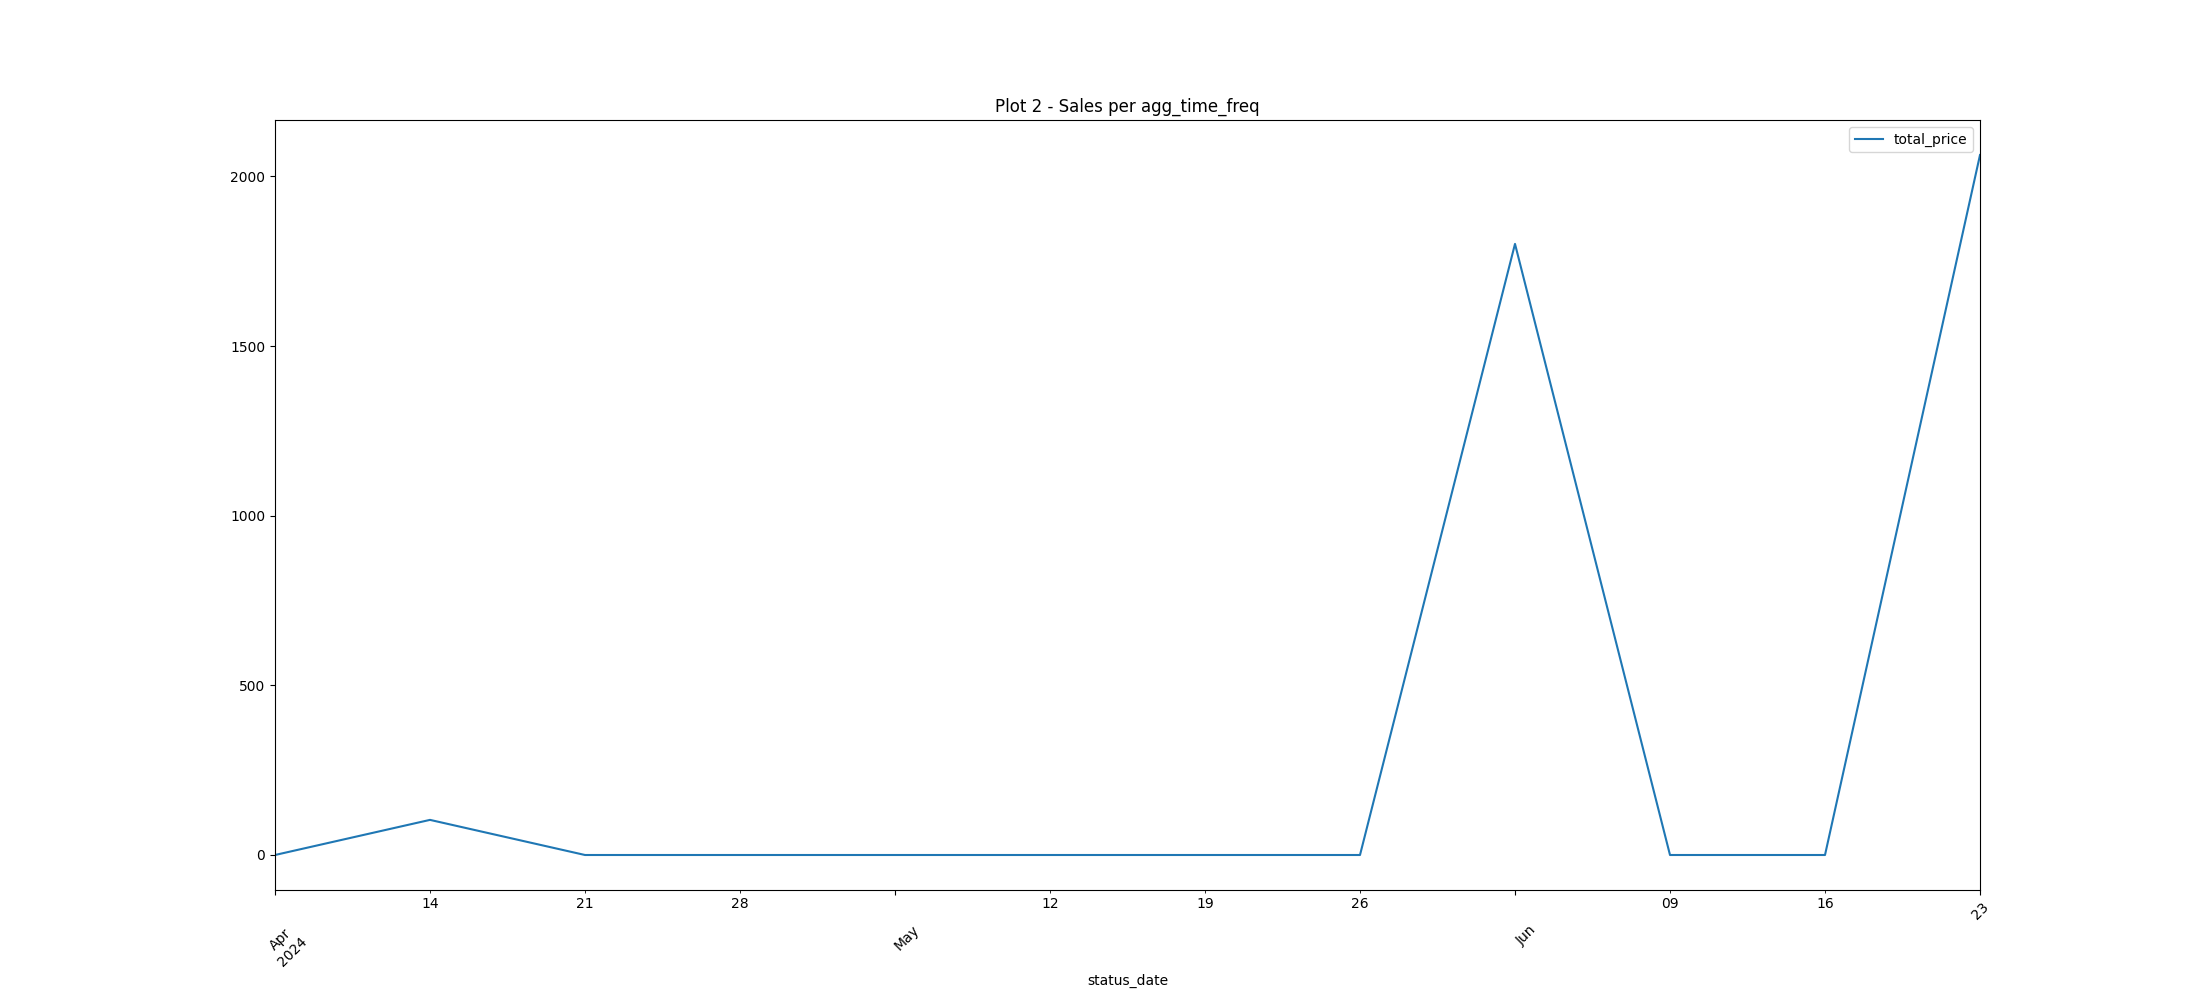 Plot 2 - Sales per agg_time_freq
total_price
2000
1500
1000
500
0
14 21 28 12 19 26 09 16 23
Apr
2024
May
Jun
status_date